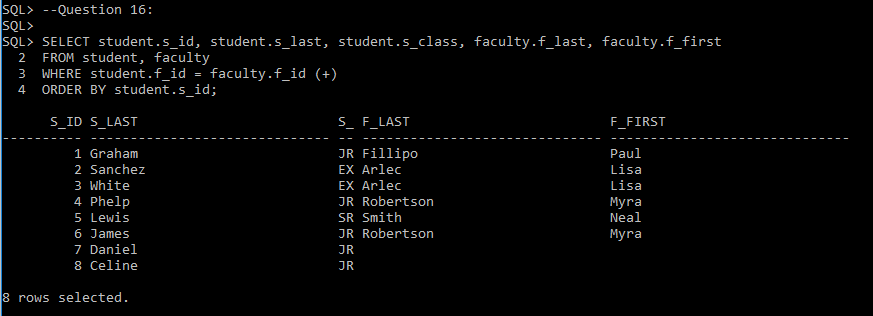 SQL> --Question 16:
SQL>
SQL> SELECT student.s_id, student.s_last, student.s_class, faculty.f_last, faculty.f_first
  2  FROM student, faculty
  3  WHERE student.f_id = faculty.f_id (+)
  4  ORDER BY student.s_id;

      S_ID S_LAST                         S_ F_LAST                         F_FIRST
---------- ------------------------------ -- ------------------------------ ------------------------------
         1 Graham                         JR Fillipo                        Paul
         2 Sanchez                        EX Arlec                          Lisa
         3 White                          EX Arlec                          Lisa
         4 Phelp                          JR Robertson                      Myra
         5 Lewis                          SR Smith                          Neal
         6 James                          JR Robertson                      Myra
         7 Daniel                         JR
         8 Celine                         JR

8 rows selected.